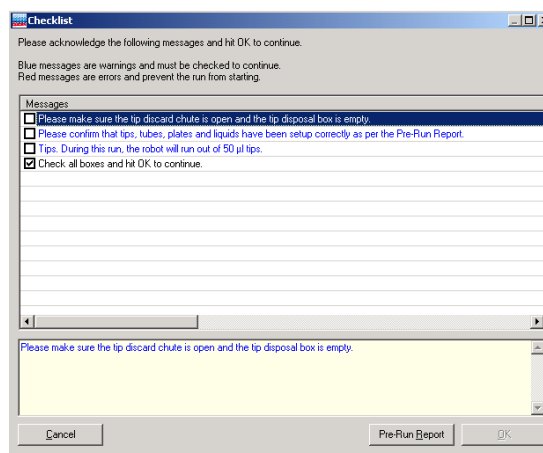 Checklist
Please acknowledge the following messages and hit OK to continue.
Blue messages are warnings and must be checked to continue.
Red messages are errors and prevent the run from starting.
Messages
Please make sure the tip discard chute is open and the tip disposal box is empty.
Please confirm that tips, tubes, plates and liquids have been setup correctly as per the Pre-Run Report.
Tips. During this run, the robot will run out of 50 µl tips.
Check all boxes and hit OK to continue.
Please make sure the tip discard chute is open and the tip disposal box is empty.
Cancel Pre-Run Report OK